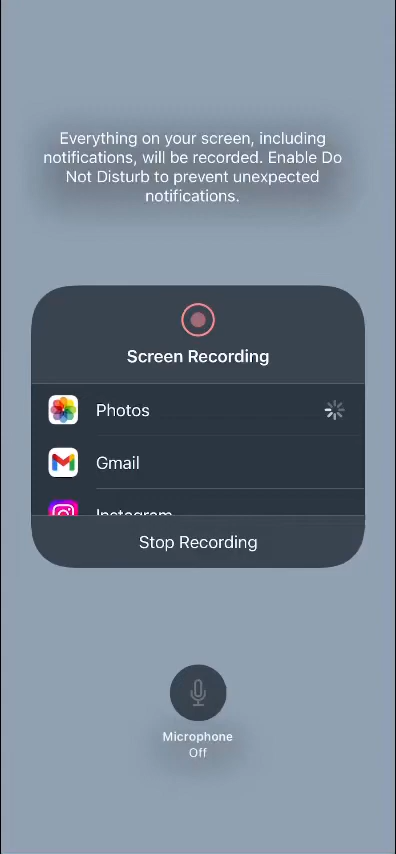 Everything on your screen, including
notifications, will be recorded. Enable Do
Not Disturb to prevent unexpected
notifications.
Screen Recording
Photos
Gmail
Instagram
Stop Recording
Microphone
Off